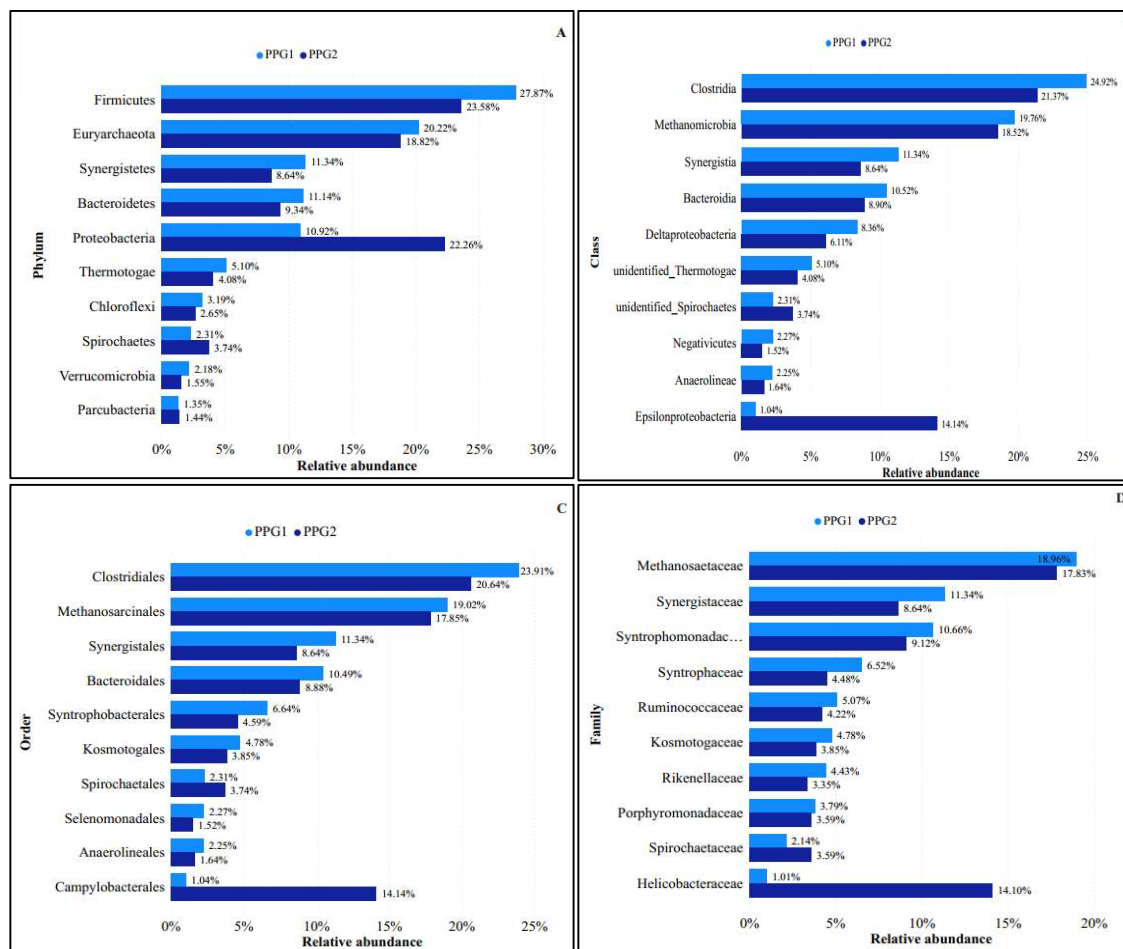 A
PPG1 PPG2
Phylum
Firmicutes 27.87%
23.58%
Euryarchaeota 20.22%
18.82%
Synergistetes 11.34%
8.64%
Bacteroidetes 11.14%
9.34%
Proteobacteria 10.92%
22.26%
Thermotogae 5.10%
4.08%
Chloroflexi 3.19%
2.65%
Spirochaetes 2.31%
3.74%
Verrucomicrobia 2.18%
1.55%
Parcubacteria 1.35%
1.44%
0% 5% 10% 15% 20% 25% 30%
Relative abundance
PPG1 PPG2
Class
Clostridia 24.92%
21.37%
Methanomicrobia 19.76%
18.52%
Synergistia 11.34%
8.64%
Bacteroidia 10.52%
8.90%
Deltaproteobacteria 8.36%
6.11%
unidentified_Thermotogae 5.10%
4.08%
unidentified_Spirochaetes 2.31%
3.74%
Negativicutes 2.27%
1.52%
Anaerolineae 2.25%
1.64%
Epsilonproteobacteria 1.04%
14.14%
0% 5% 10% 15% 20% 25%
Relative abundance
C
PPG1 PPG2
Order
Clostridiales 23.91%
20.64%
Methanosarcinales 19.02%
17.85%
Synergistales 11.34%
8.64%
Bacteroidales 10.49%
8.88%
Syntrophobacterales 6.64%
4.59%
Kosmotogales 4.78%
3.85%
Spirochaetales 2.31%
3.74%
Selenomonadales 2.27%
1.52%
Anaerolineales 2.25%
1.64%
Campylobacterales 1.04%
14.14%
0% 5% 10% 15% 20% 25%
Relative abundance
D
PPG1 PPG2
Family
Methanosaetaceae 18.96%
17.83%
Synergistaceae 11.34%
8.64%
Syntrophomonadac… 10.66%
9.12%
Syntrophaceae 6.52%
4.48%
Ruminococcaceae 5.07%
4.22%
Kosmotogaceae 4.78%
3.85%
Rikenellaceae 4.43%
3.35%
Porphyromonadaceae 3.79%
3.59%
Spirochaetaceae 2.14%
3.59%
Helicobacteraceae 1.01%
14.10%
0% 5% 10% 15% 20%
Relative abundance